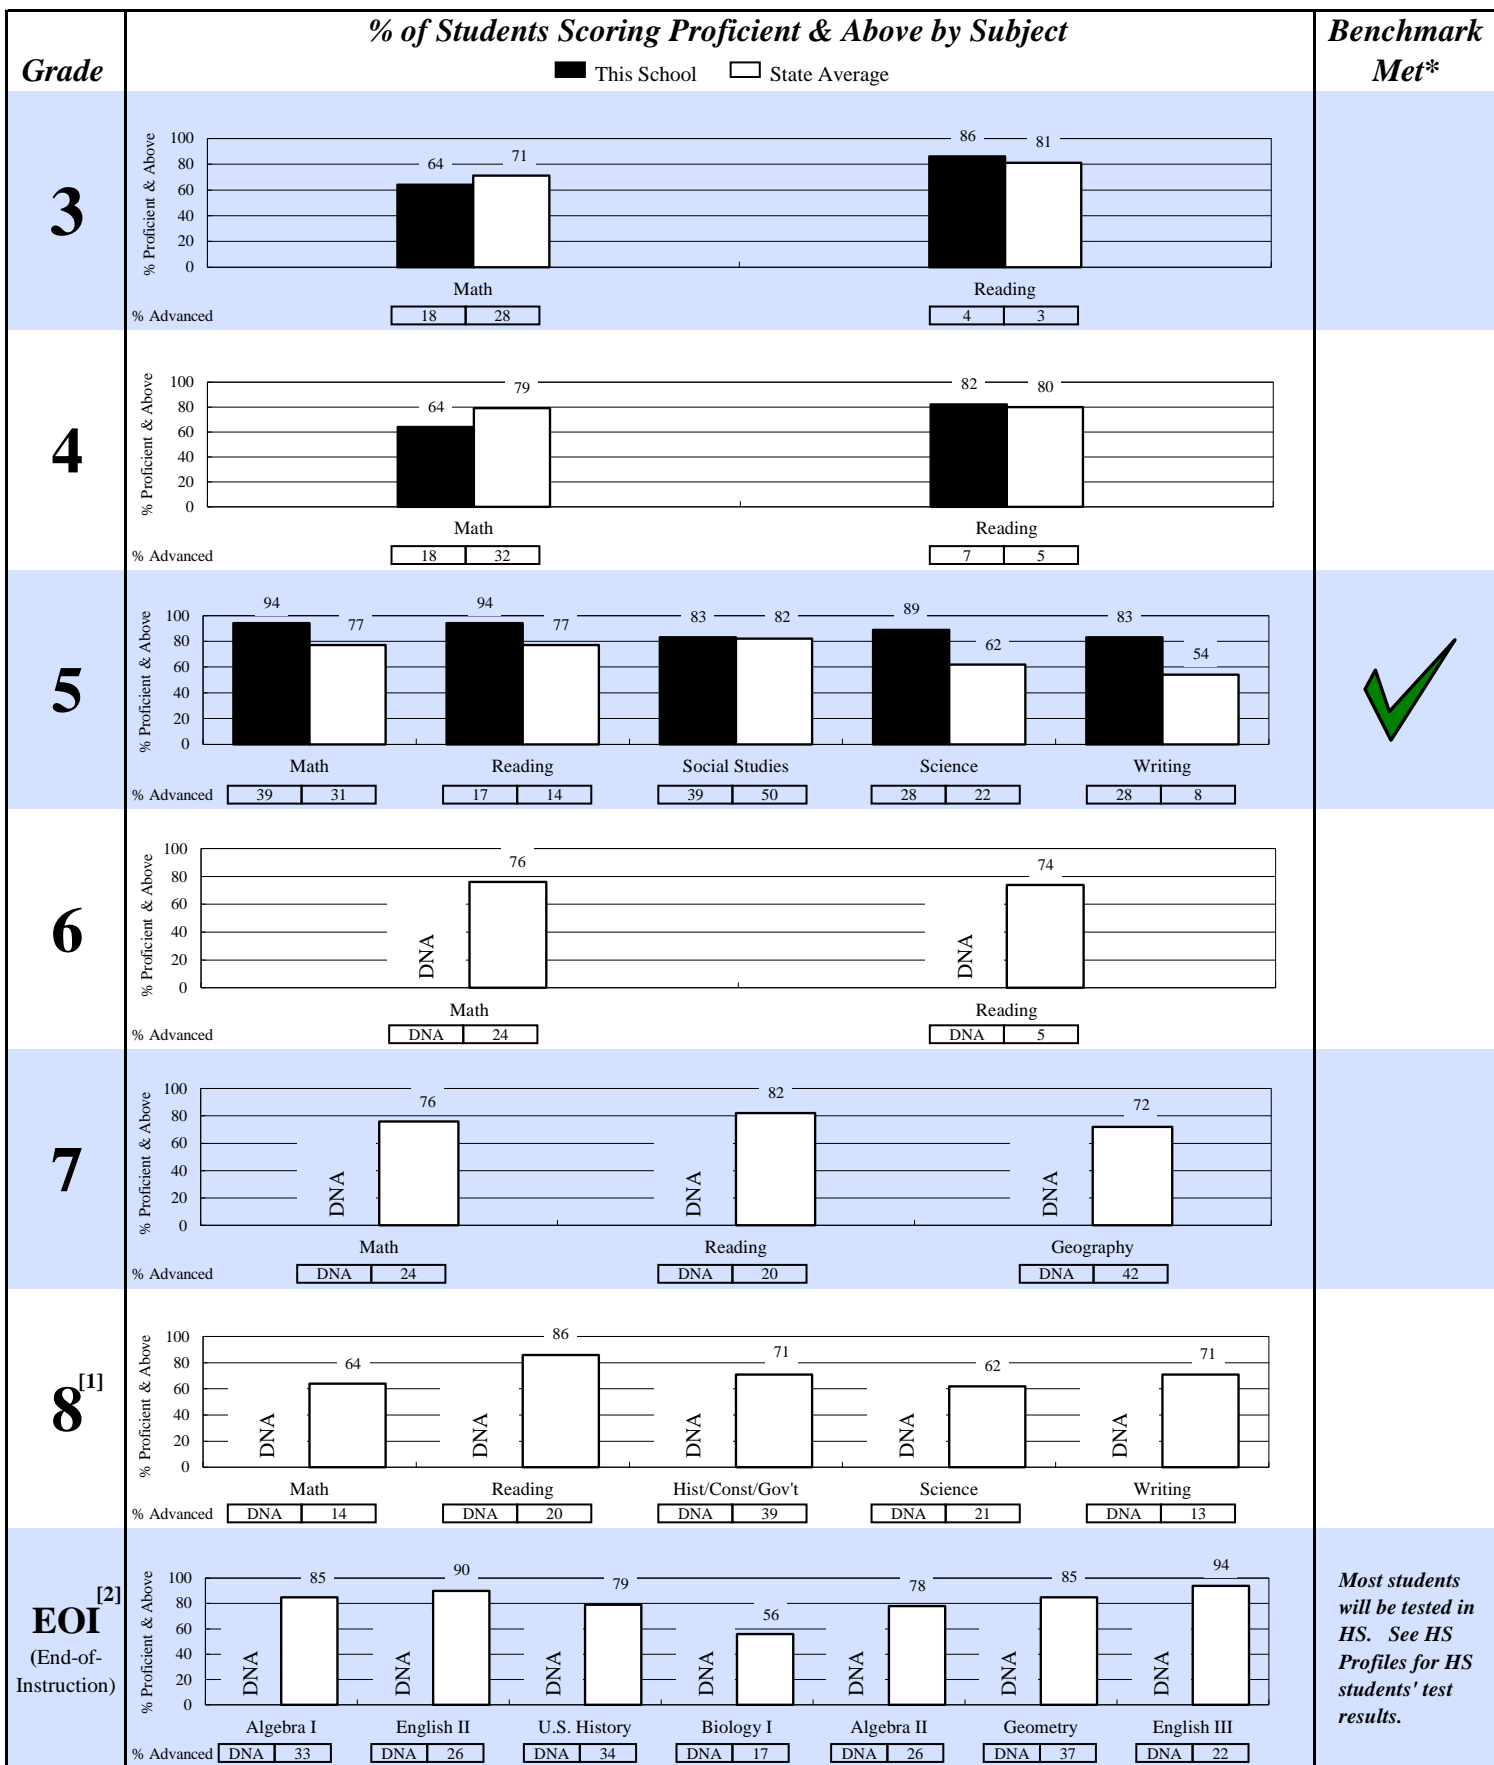 % of Students Scoring Proficient & Above by Subject
Benchmark
Met*
Grade
This School State Average
3
% Proficient & Above
100
80
60
40
20
0
64 71 86 81
Math Reading
% Advanced 18 28 4 3
4
% Proficient & Above
100
80
60
40
20
0
64 79 82 80
Math Reading
% Advanced 18 32 7 5
5
% Proficient & Above
100
80
60
40
20
0
94 77 94 77 83 82 89 62 83 54
Math Reading Social Studies Science Writing
% Advanced 39 31 17 14 39 50 28 22 28 8
6
% Proficient & Above
100
80
60
40
20
0
DNA 76 DNA 74
Math Reading
% Advanced DNA 24 DNA 5
7
% Proficient & Above
100
80
60
40
20
0
DNA 76 DNA 82 DNA 72
Math Reading Geography
% Advanced DNA 24 DNA 20 DNA 42
8[1]
% Proficient & Above
100
80
60
40
20
0
DNA 64 DNA 86 DNA 71 DNA 62 DNA 71
Math Reading Hist/Const/Gov't Science Writing
% Advanced DNA 14 DNA 20 DNA 39 DNA 21 DNA 13
EOI[2]
(End-of-
Instruction)
% Proficient & Above
100
80
60
40
20
0
DNA 85 DNA 90 DNA 79 DNA 56 DNA 78 DNA 85 DNA 94
Algebra I English II U.S. History Biology I Algebra II Geometry English III
% Advanced DNA 33 DNA 26 DNA 34 DNA 17 DNA 26 DNA 37 DNA 22
Most students
will be tested in
HS. See HS
Profiles for HS
students' test
results.